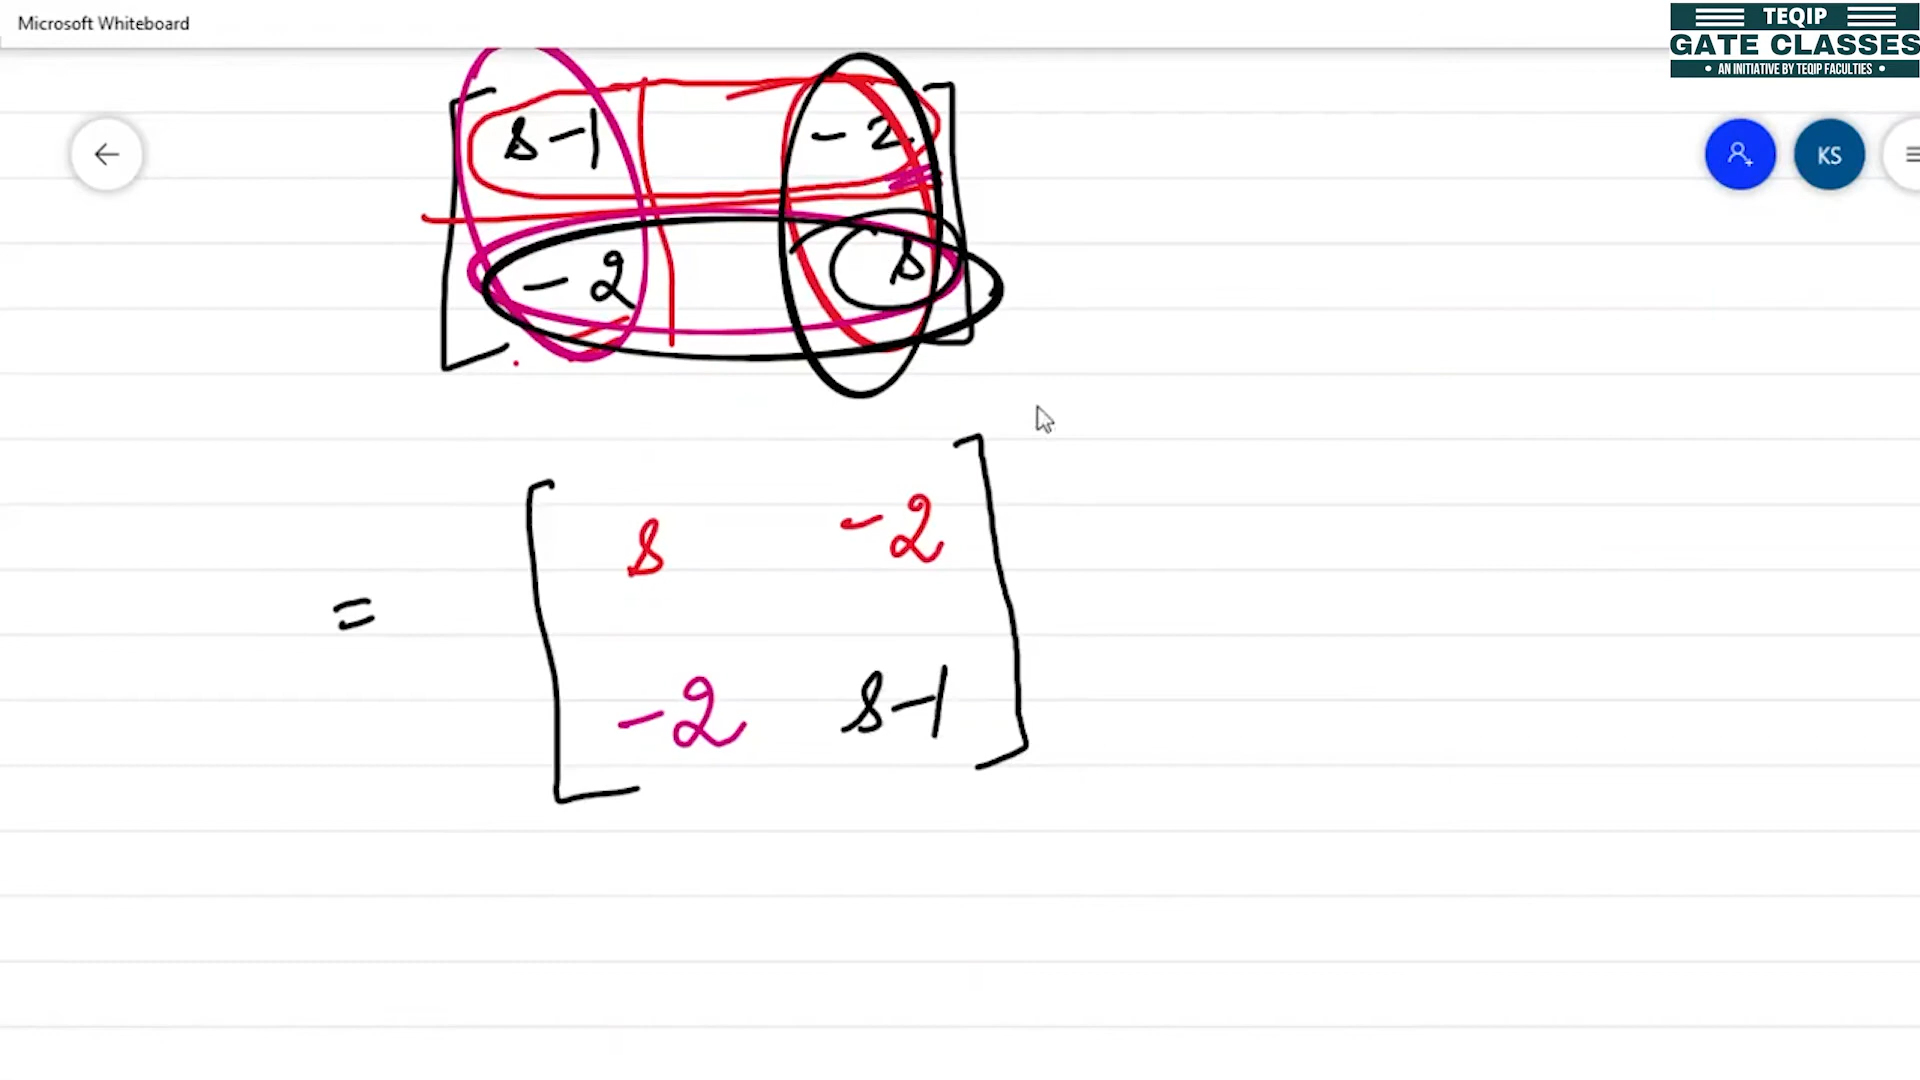 Microsoft Whiteboard
TEQIP
GATE CLASSES
• AN INITIATIVE BY TEQIP FACULTIES •
KS
s-1 -2
-2 s
s -2
=
-2 s-1